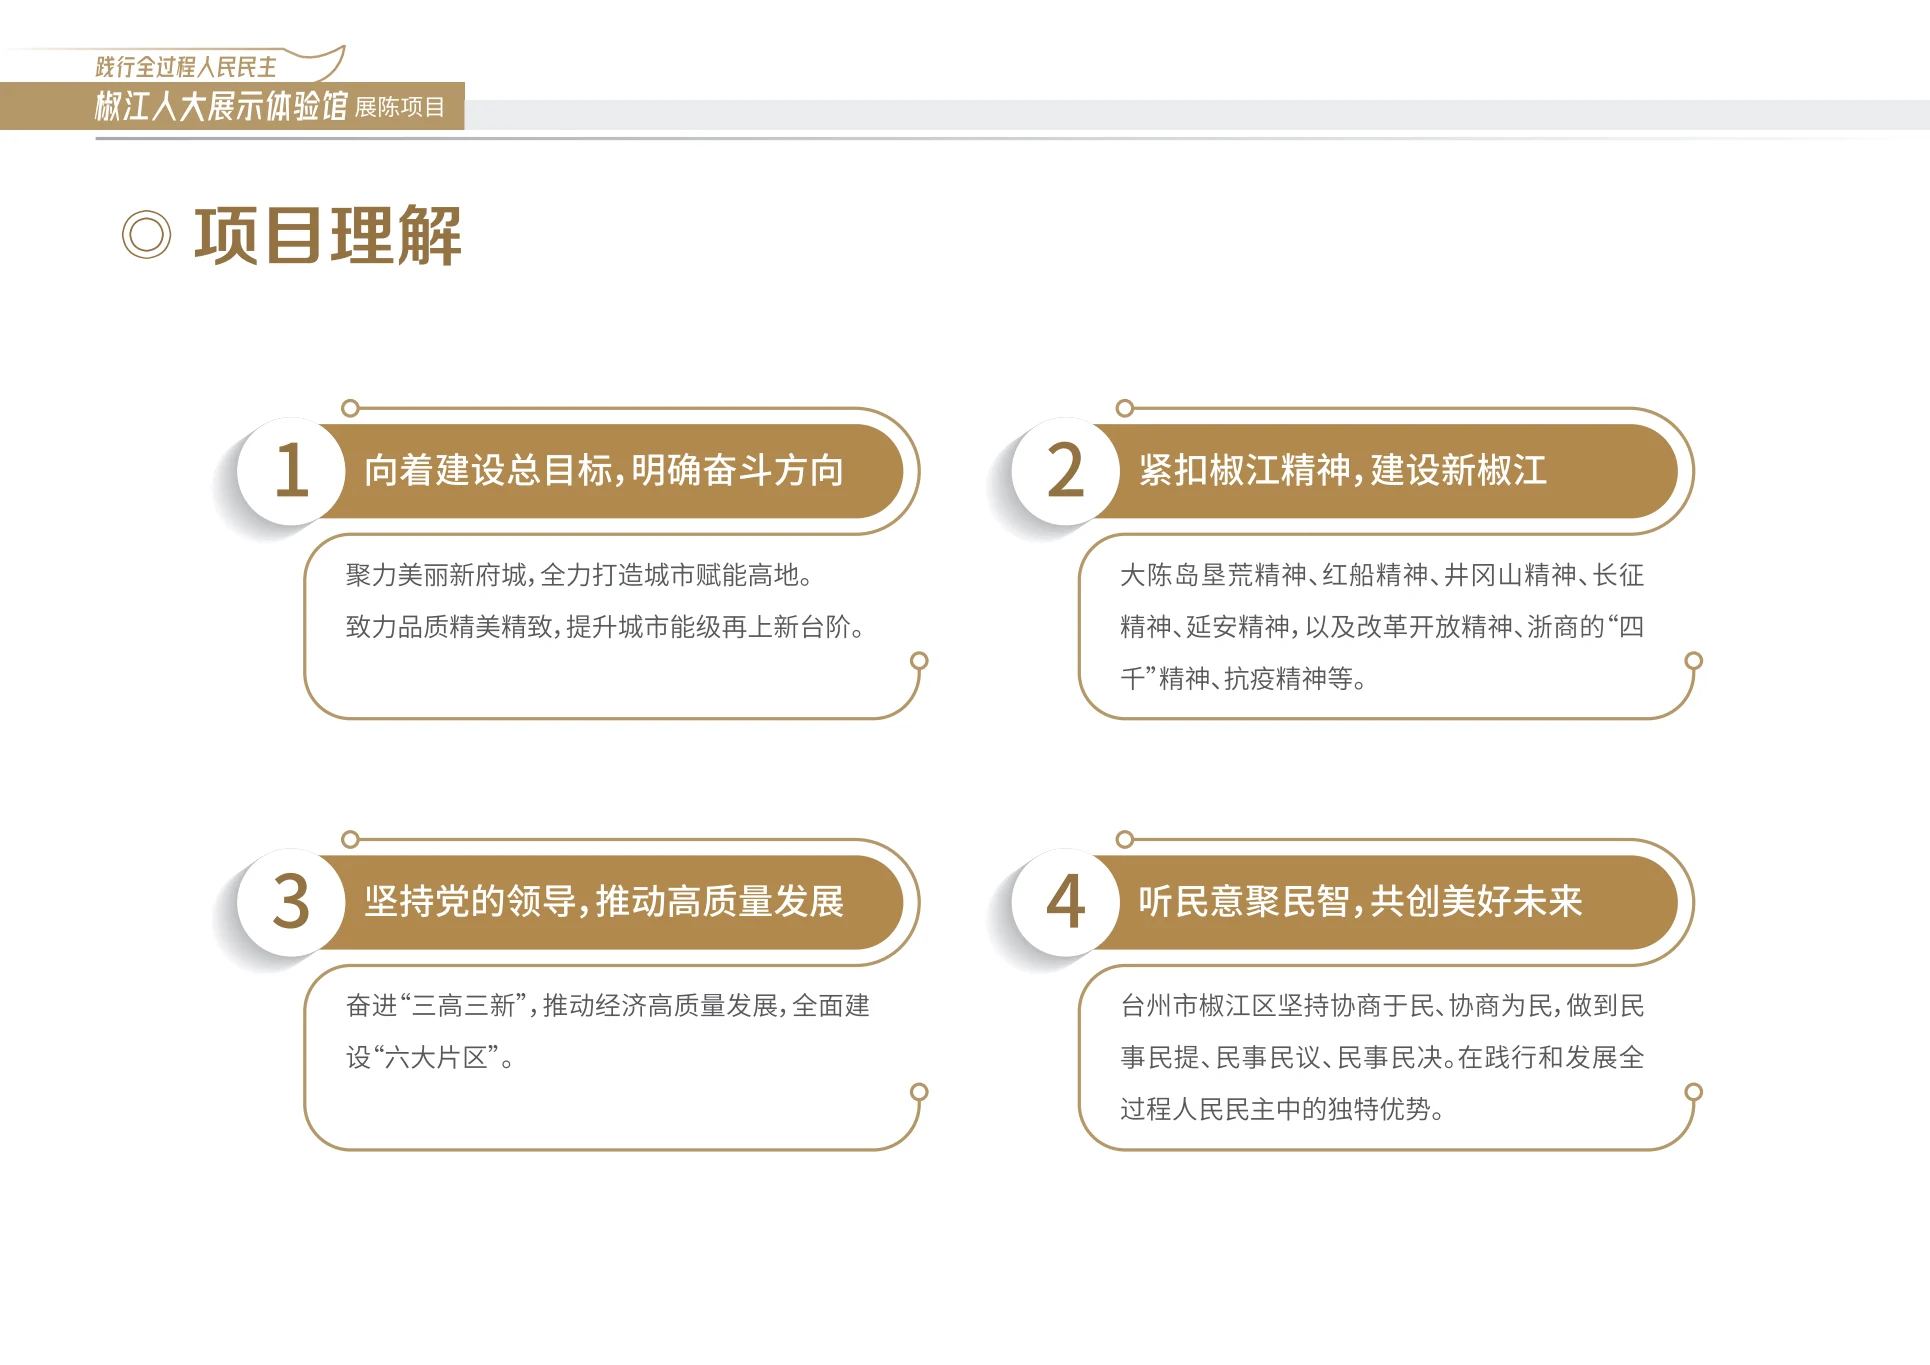 践行全过程人民民主
椒江人大展示体验馆 展陈项目
项目理解
1
向着建设总目标，明确奋斗方向
聚力美丽新府城，全力打造城市赋能高地。
致力品质精美精致，提升城市能级再上新台阶。
2
紧扣椒江精神，建设新椒江
大陈岛垦荒精神、红船精神、井冈山精神、长征
精神、延安精神，以及改革开放精神、浙商的“四
千”精神、抗疫精神等。
3
坚持党的领导，推动高质量发展
奋进“三高三新”，推动经济高质量发展，全面建
设“六大片区”。
4
听民意聚民智，共创美好未来
台州市椒江区坚持协商于民、协商为民，做到民
事民提、民事民议、民事民决。在践行和发展全
过程人民民主中的独特优势。